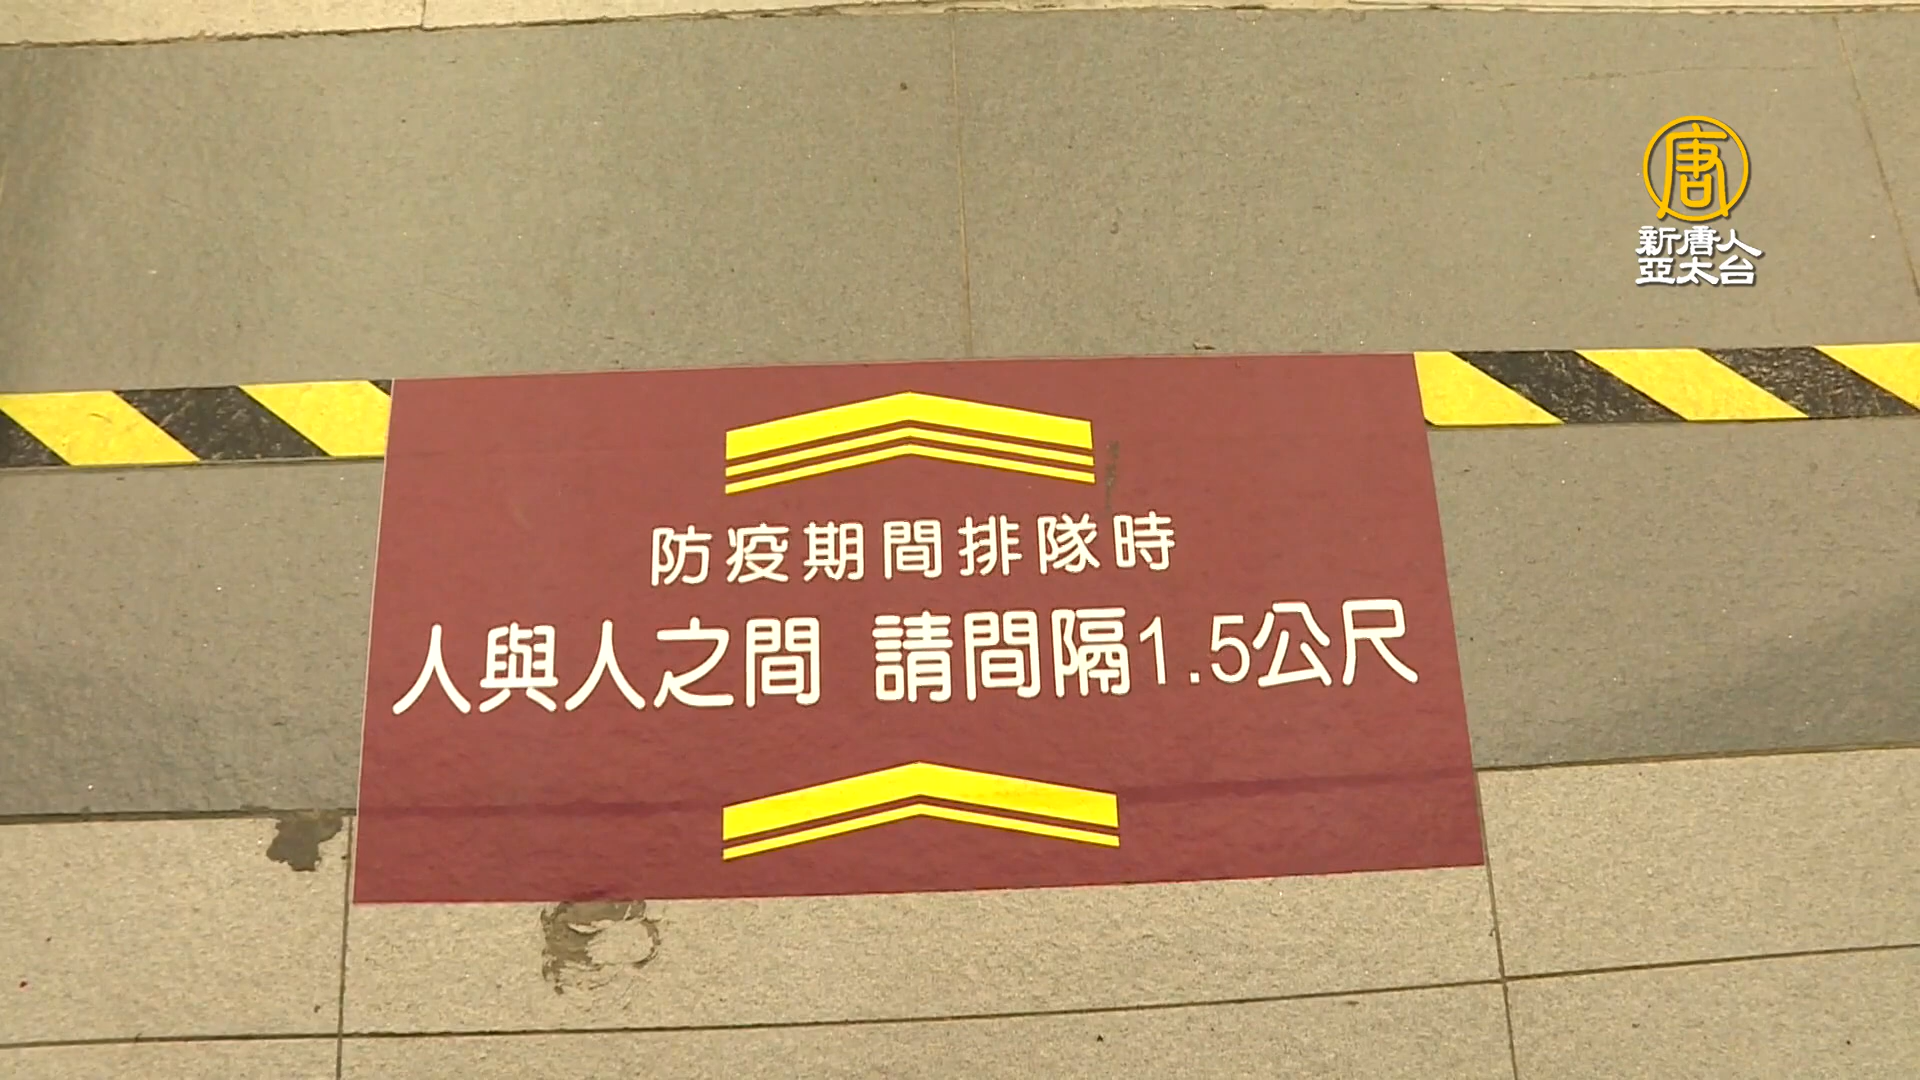 唐
新唐人
亞太台
防疫期間排隊時
人與人之間 請間隔1.5公尺